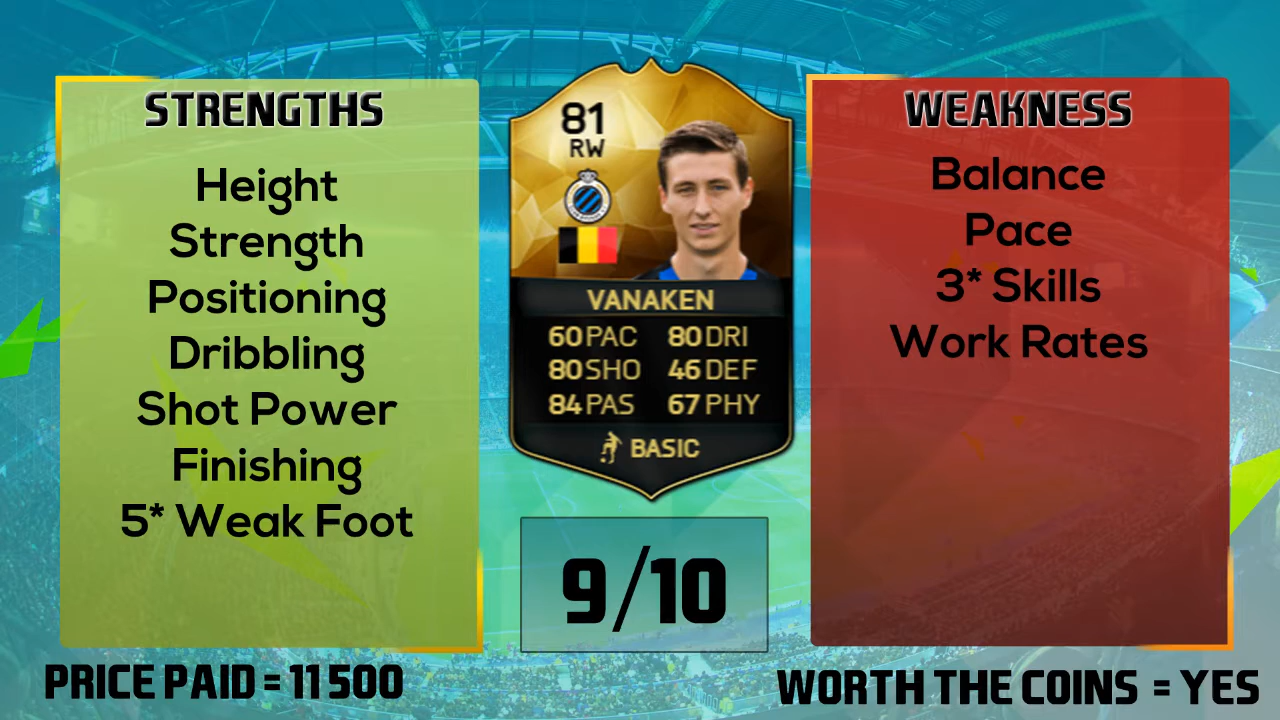 STRENGTHS
Height
Strength
Positioning
Dribbling
Shot Power
Finishing
5* Weak Foot
PRICE PAID = 11 500
81
RW
VANAKEN
60 PAC 80 DRI
80 SHO 46 DEF
84 PAS 67 PHY
BASIC
9/10
WEAKNESS
Balance
Pace
3* Skills
Work Rates
WORTH THE COINS = YES